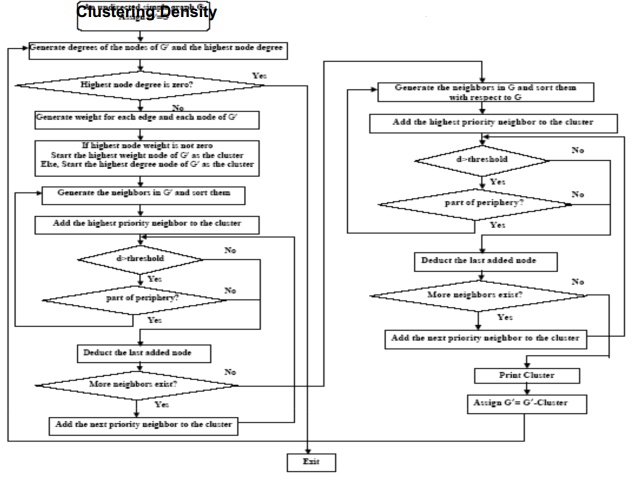 Clustering Density
An undirected simple graph G
Assign G'=G
Generate degrees of the nodes of G' and the highest node degree
Highest node degree is zero?
Yes
No
Generate weight for each edge and each node of G'
If highest node weight is not zero
Start the highest weight node of G' as the cluster
Else, Start the highest degree node of G' as the cluster
Generate the neighbors in G' and sort them
Add the highest priority neighbor to the cluster
d>threshold
No
Yes
part of periphery?
No
Yes
Deduct the last added node
More neighbors exist?
No
Yes
Add the next priority neighbor to the cluster
Generate the neighbors in G and sort them
with respect to G
Add the highest priority neighbor to the cluster
d>threshold
No
Yes
part of periphery?
No
Yes
Deduct the last added node
More neighbors exist?
No
Yes
Add the next priority neighbor to the cluster
Print Cluster
Assign G'= G'-Cluster
Exit